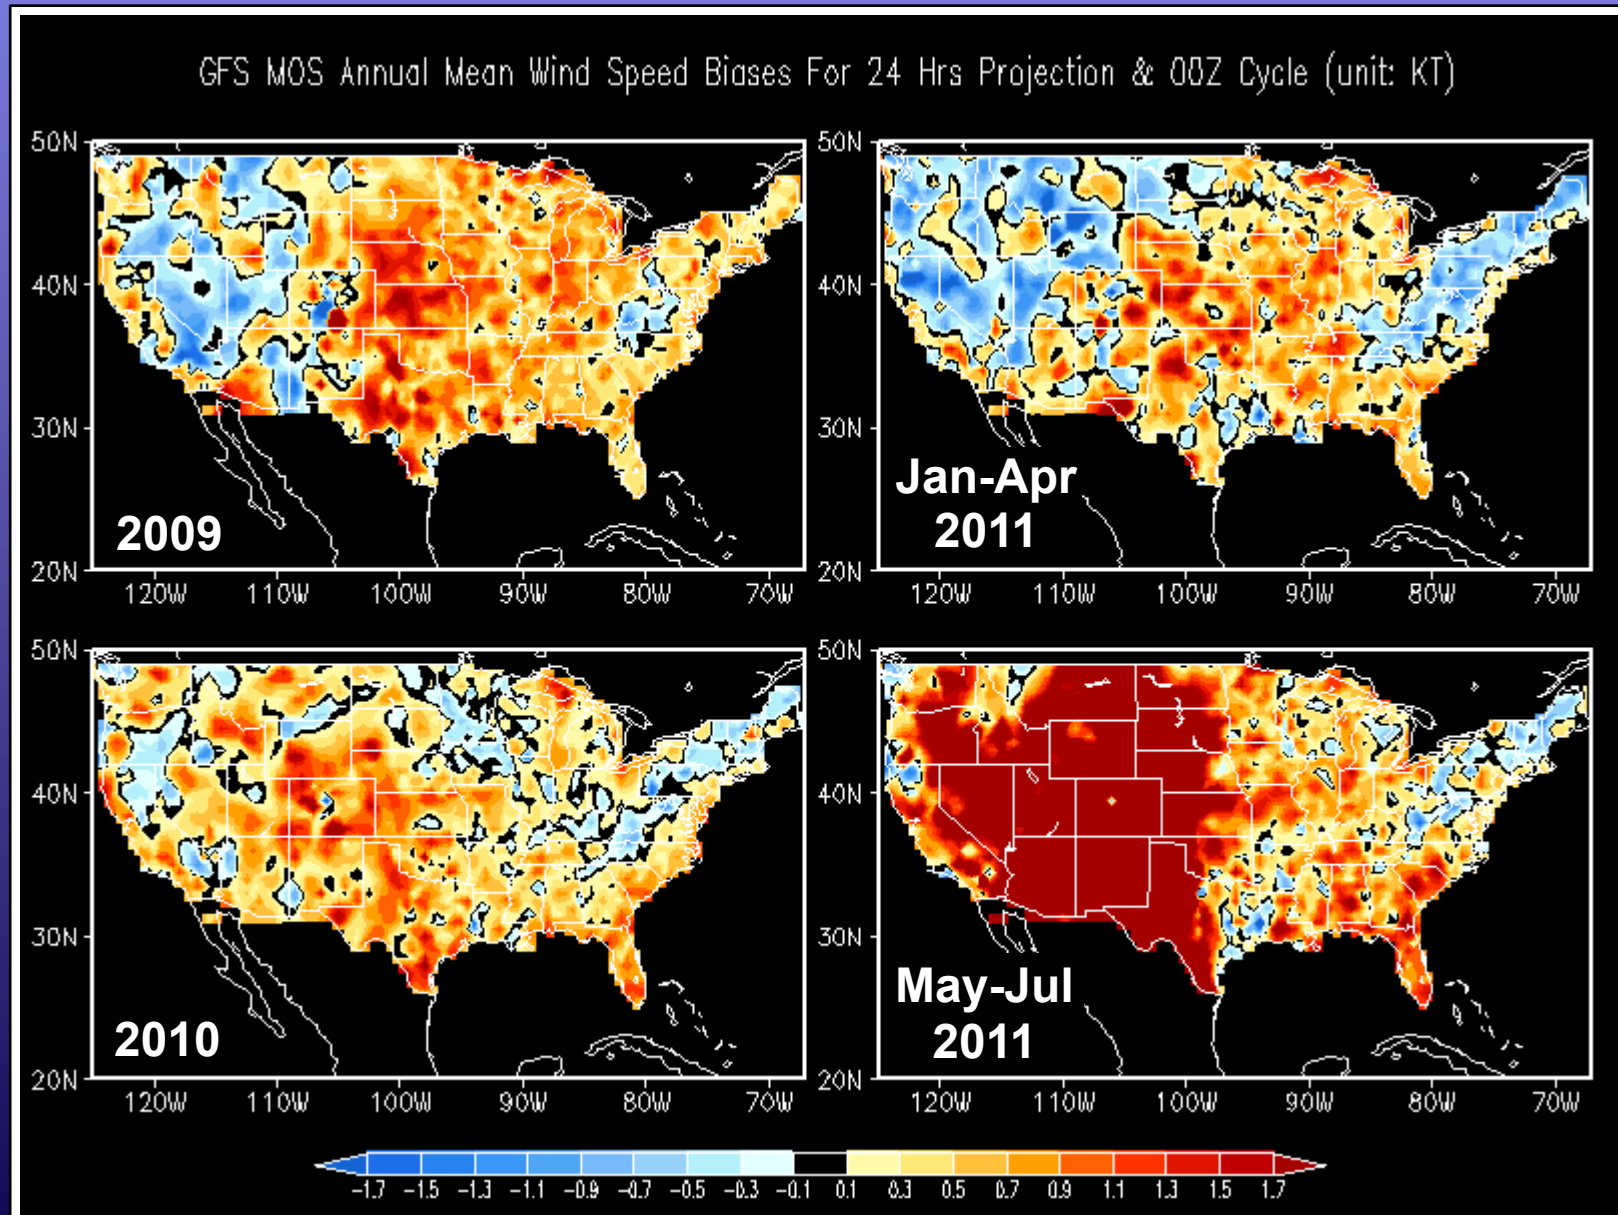 GFS MOS Annual Mean Wind Speed Biases For 24 Hrs Projection & 00Z Cycle (unit: KT)
50N
40N
30N
20N
2009
120W 110W 100W 90W 80W 70W
50N
40N
30N
20N
Jan-Apr
2011
120W 110W 100W 90W 80W 70W
50N
40N
30N
20N
2010
120W 110W 100W 90W 80W 70W
50N
40N
30N
20N
May-Jul
2011
120W 110W 100W 90W 80W 70W
-1.7 -1.5 -1.3 -1.1 -0.9 -0.7 -0.5 -0.3 -0.1 0.1 0.3 0.5 0.7 0.9 1.1 1.3 1.5 1.7